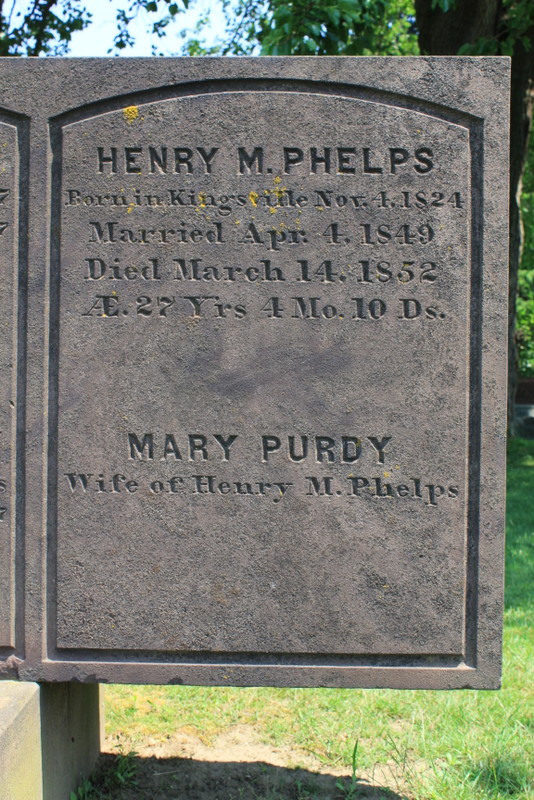 HENRY M. PHELPS
Born in Kingsville Nov. 4, 1824
Married Apr. 4, 1849
Died March 14, 1852
Æ. 27 Yrs 4 Mo. 10 Ds.
MARY PURDY
Wife of Henry M. Phelps